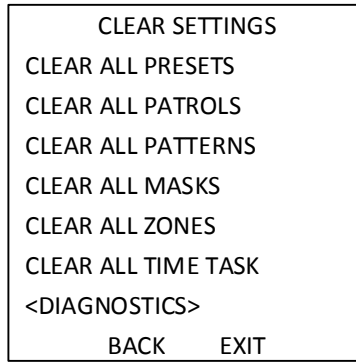 CLEAR SETTINGS
CLEAR ALL PRESETS
CLEAR ALL PATROLS
CLEAR ALL PATTERNS
CLEAR ALL MASKS
CLEAR ALL ZONES
CLEAR ALL TIME TASK
<DIAGNOSTICS>
BACK EXIT